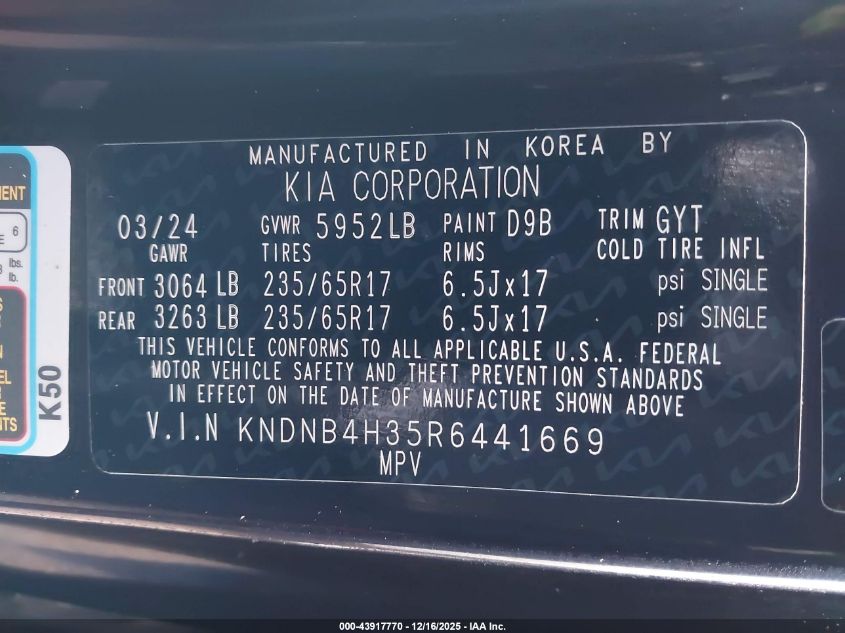 MANUFACTURED IN KOREA BY
KIA CORPORATION
03/24 GVWR 5952LB PAINT D9B TRIM GYT
GAWR TIRES RIMS COLD TIRE INFL
FRONT 3064 LB 235/65R17 6.5Jx17 psi SINGLE
REAR 3263 LB 235/65R17 6.5Jx17 psi SINGLE
THIS VEHICLE CONFORMS TO ALL APPLICABLE U.S.A. FEDERAL
MOTOR VEHICLE SAFETY AND THEFT PREVENTION STANDARDS
IN EFFECT ON THE DATE OF MANUFACTURE SHOWN ABOVE
V.I.N KNDNB4H35R6441669
MPV
6
lbs.
lb.
K50
000-43917770 - 12/16/2025 - IAA Inc.